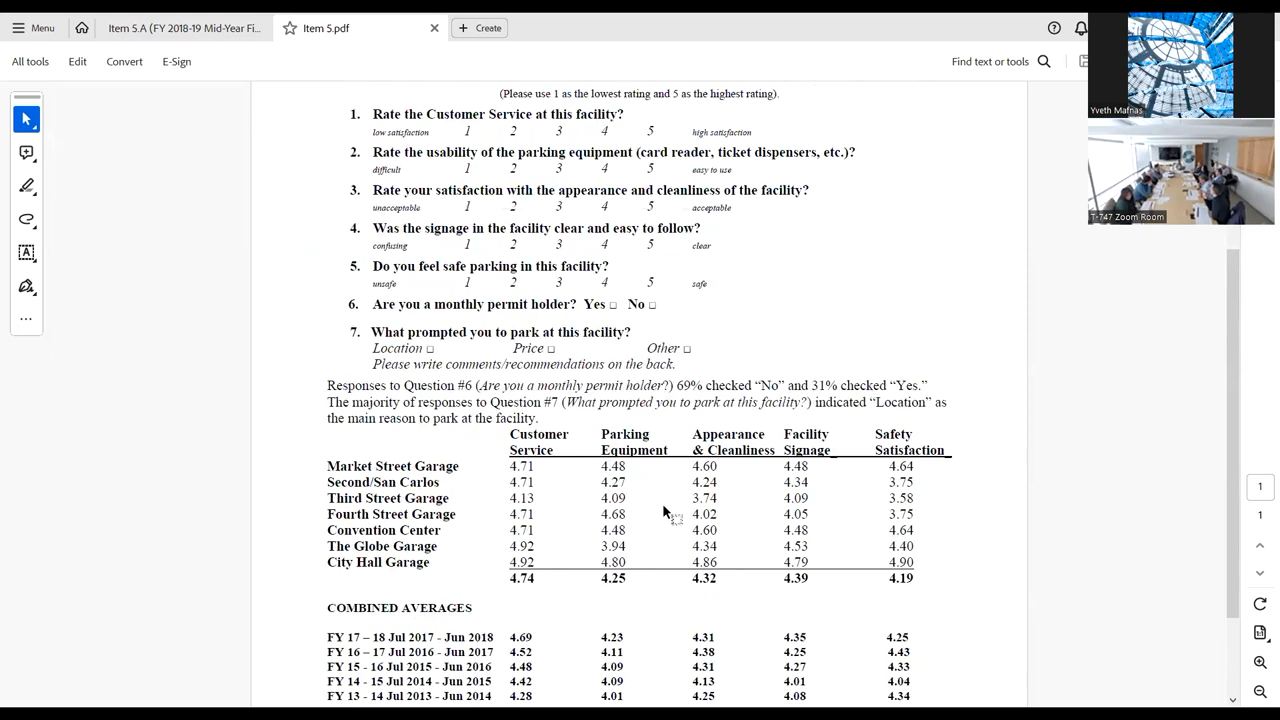 Menu
Item 5.A (FY 2018-19 Mid-Year Fi...
Item 5.pdf
Create
All tools Edit Convert E-Sign
Find text or tools
Yveth Mafnas
T-747 Zoom Room
(Please use 1 as the lowest rating and 5 as the highest rating).
1. Rate the Customer Service at this facility?
low satisfaction 1 2 3 4 5 high satisfaction
2. Rate the usability of the parking equipment (card reader, ticket dispensers, etc.)?
difficult 1 2 3 4 5 easy to use
3. Rate your satisfaction with the appearance and cleanliness of the facility?
unacceptable 1 2 3 4 5 acceptable
4. Was the signage in the facility clear and easy to follow?
confusing 1 2 3 4 5 clear
5. Do you feel safe parking in this facility?
unsafe 1 2 3 4 5 safe
6. Are you a monthly permit holder? Yes □ No □
7. What prompted you to park at this facility?
Location □ Price □ Other □
Please write comments/recommendations on the back.
Responses to Question #6 (Are you a monthly permit holder?) 69% checked “No” and 31% checked “Yes.”
The majority of responses to Question #7 (What prompted you to park at this facility?) indicated “Location” as
the main reason to park at the facility.
Customer Parking Appearance Facility Safety
Service Equipment & Cleanliness Signage Satisfaction
Market Street Garage 4.71 4.48 4.60 4.48 4.64
Second/San Carlos 4.71 4.27 4.24 4.34 3.75
Third Street Garage 4.13 4.09 3.74 4.09 3.58
Fourth Street Garage 4.71 4.68 4.02 4.05 3.75
Convention Center 4.71 4.48 4.60 4.48 4.64
The Globe Garage 4.92 3.94 4.34 4.53 4.40
City Hall Garage 4.92 4.80 4.86 4.79 4.90
4.74 4.25 4.32 4.39 4.19
COMBINED AVERAGES
FY 17 – 18 Jul 2017 - Jun 2018 4.69 4.23 4.31 4.35 4.25
FY 16 – 17 Jul 2016 - Jun 2017 4.52 4.11 4.38 4.25 4.43
FY 15 - 16 Jul 2015 - Jun 2016 4.48 4.09 4.31 4.27 4.33
FY 14 - 15 Jul 2014 - Jun 2015 4.42 4.09 4.13 4.01 4.04
FY 13 - 14 Jul 2013 - Jun 2014 4.28 4.01 4.25 4.08 4.34
1
1